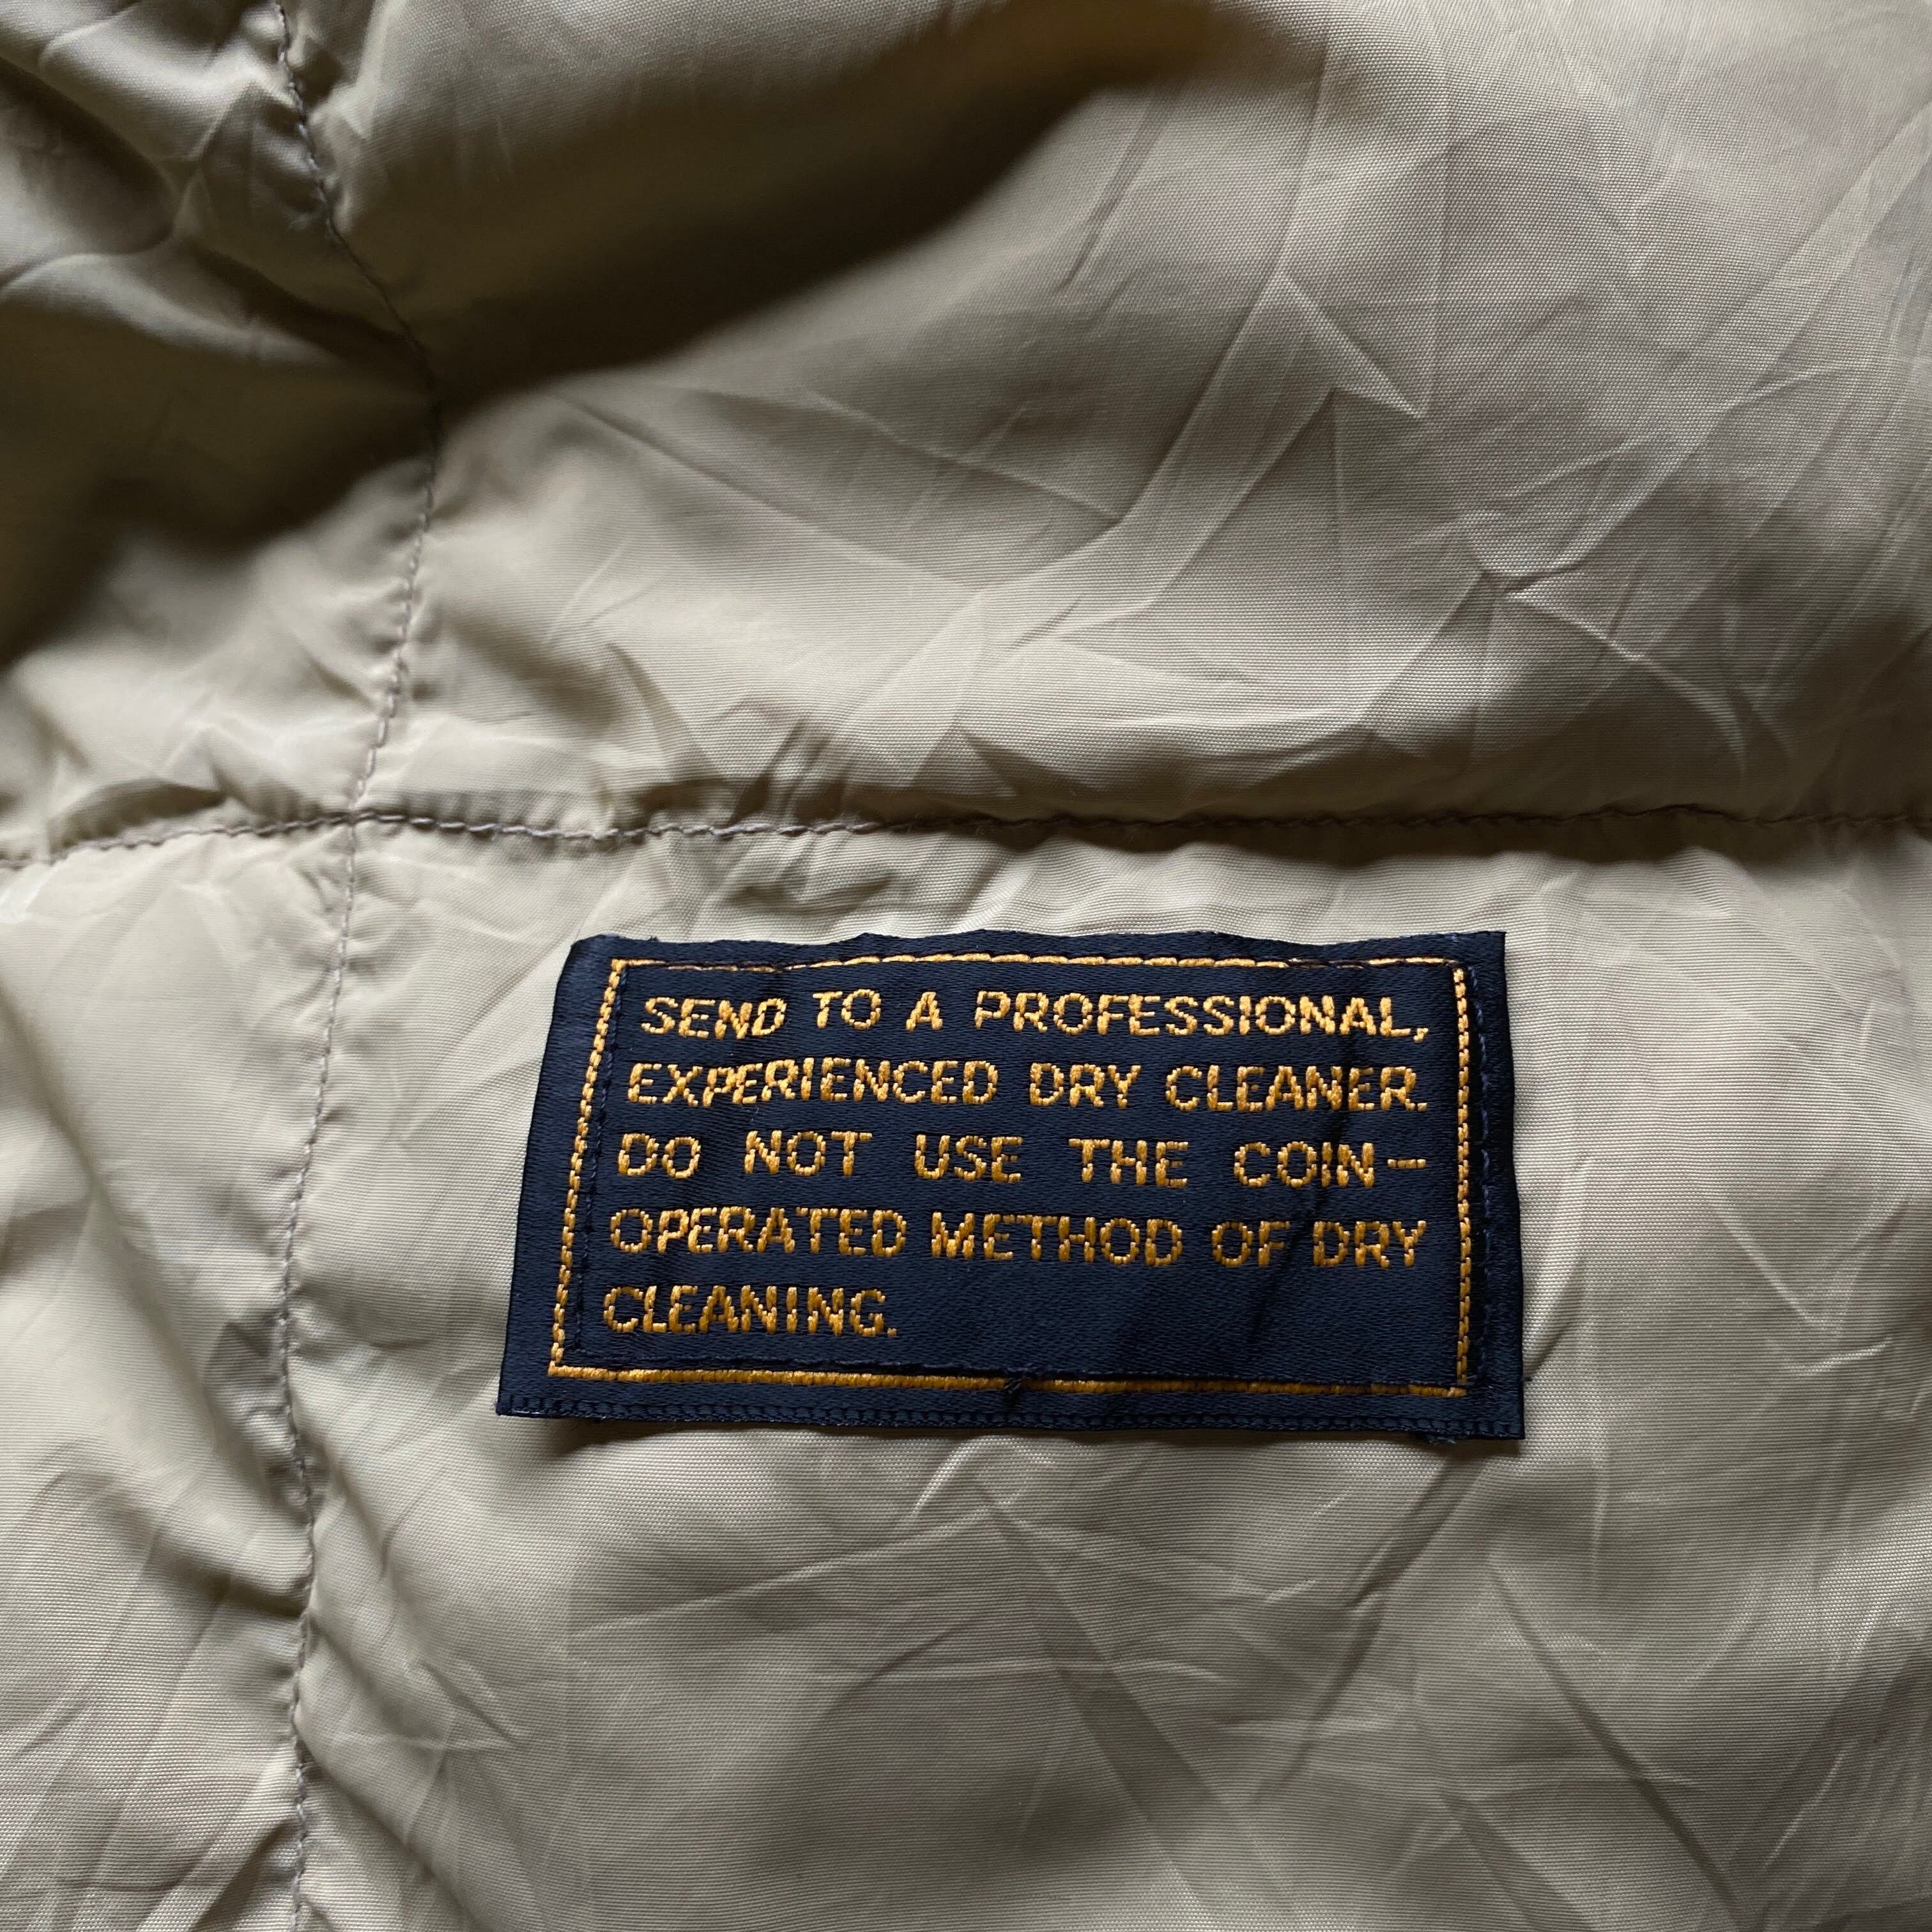 SEND TO A PROFESSIONAL,
EXPERIENCED DRY CLEANER.
DO NOT USE THE COIN-
OPERATED METHOD OF DRY
CLEANING.